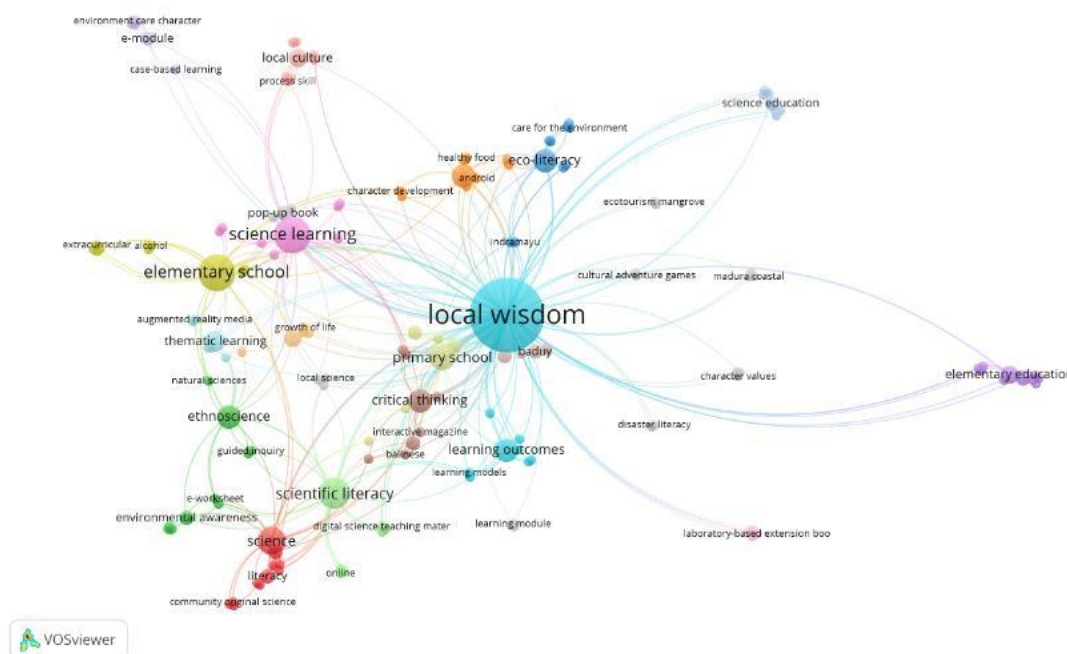 environment care character
e-module
case-based learning
local culture
process skill
science education
care for the environment
healthy food
eco-literacy
android
character development
ecotourism mangrove
pop-up book
science learning
indramayu
extracurricular
alcohol
elementary school
cultural adventure games
madura coastal
local wisdom
augmented reality media
growth of life
thematic learning
primary school
baduy
elementary education
character values
natural sciences
local science
critical thinking
ethnoscience
disaster literacy
interactive magazine
guided inquiry
balinese
learning outcomes
learning models
scientific literacy
e-worksheet
environmental awareness
digital science teaching mater
learning module
laboratory-based extension boo
science
literacy
online
community original science
VOSviewer